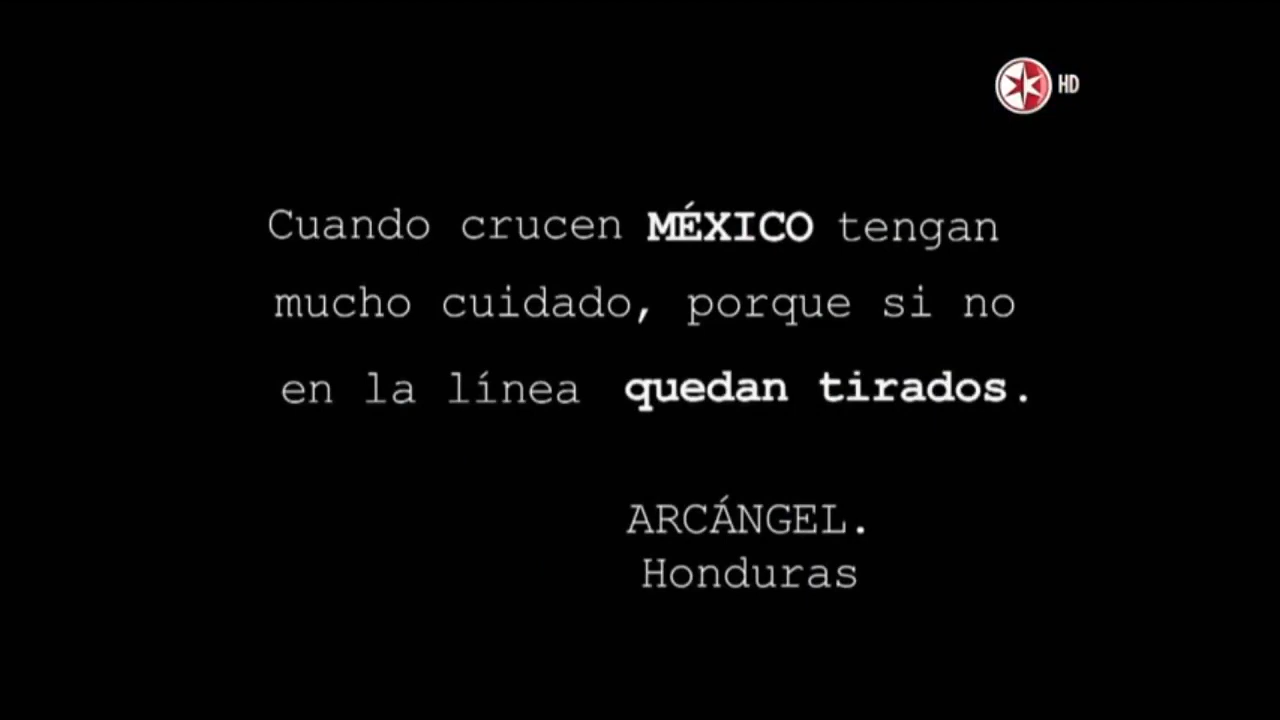 HD
Cuando crucen MÉXICO tengan
mucho cuidado, porque si no
en la línea quedan tirados.
ARCÁNGEL.
Honduras